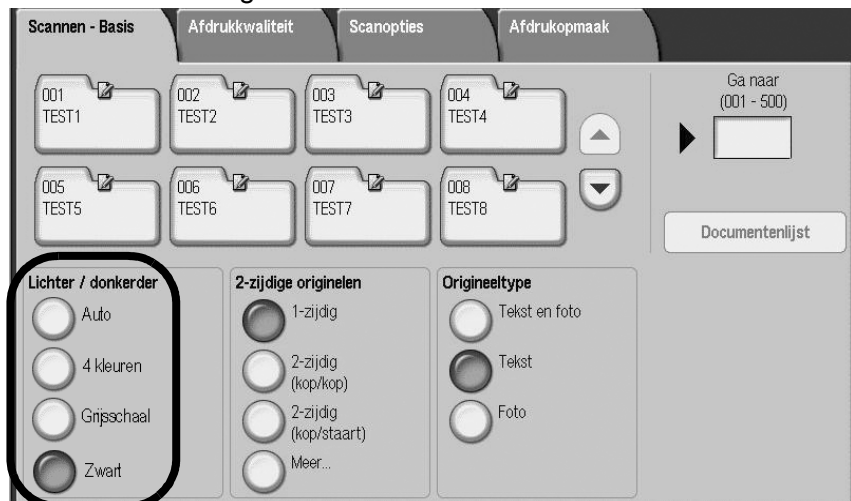 Scannen - Basis
Afdrukkwaliteit
Scanopties
Afdrukopmaak
001
TEST1
002
TEST2
003
TEST3
004
TEST4
Ga naar
(001 - 500)
005
TEST5
006
TEST6
007
TEST7
008
TEST8
Documentenlijst
Lichter / donkerder
Auto
4 kleuren
Grijsschaal
Zwart
2-zijdige originelen
1-zijdig
2-zijdig
(kop/kop)
2-zijdig
(kop/staart)
Meer...
Origineeltype
Tekst en foto
Tekst
Foto